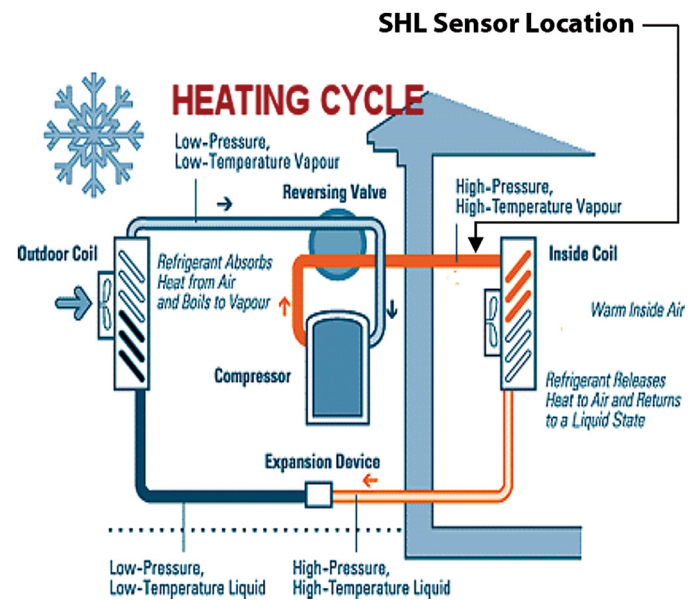 SHL Sensor Location
HEATING CYCLE
Low-Pressure,
Low-Temperature Vapour
Reversing Valve
High-Pressure,
High-Temperature Vapour
Outdoor Coil
Refrigerant Absorbs
Heat from Air
and Boils to Vapour
Inside Coil
Warm Inside Air
Compressor
Refrigerant Releases
Heat to Air and Returns
to a Liquid State
Expansion Device
Low-Pressure,
Low-Temperature Liquid
High-Pressure,
High-Temperature Liquid